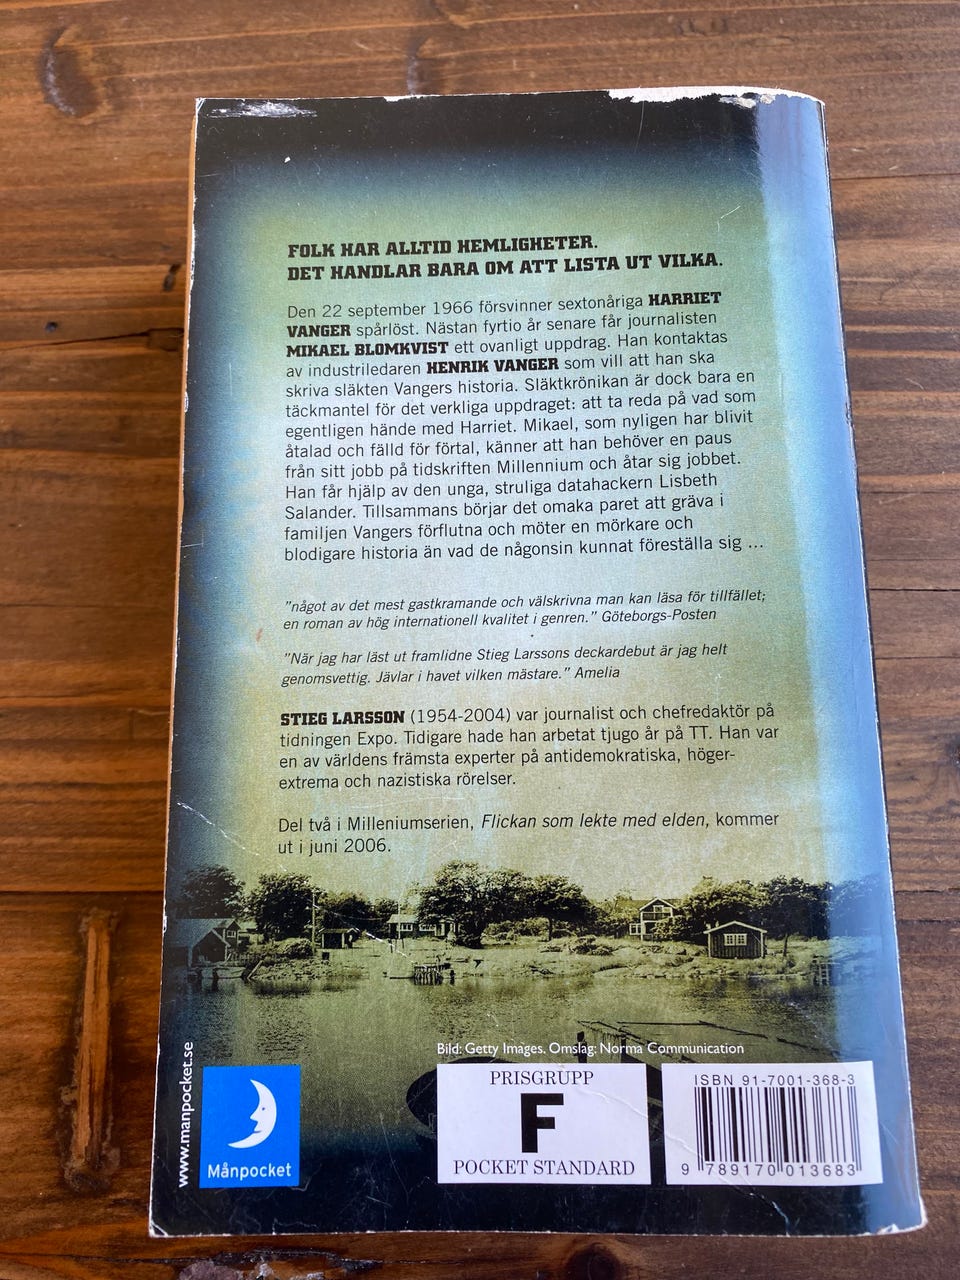 FOLK HAR ALLTID HEMLIGHETER.
DET HANDLAR BARA OM ATT LISTA UT VILKA.
Den 22 september 1966 försvinner sextonåriga HARRIET
VANGER spårlöst. Nästan fyrtio år senare får journalisten
MIKAEL BLOMKVIST ett ovanligt uppdrag. Han kontaktas
av industriledaren HENRIK VANGER som vill att han ska
skriva släkten Vangers historia. Släktkrönikan är dock bara en
täckmantel för det verkliga uppdraget: att ta reda på vad som
egentligen hände med Harriet. Mikael, som nyligen har blivit
åtalad och fälld för förtal, känner att han behöver en paus
från sitt jobb på tidskriften Millennium och åtar sig jobbet.
Han får hjälp av den unga, struliga datahackern Lisbeth
Salander. Tillsammans börjar det omaka paret att gräva i
familjen Vangers förflutna och möter en mörkare och
blodigare historia än vad de någonsin kunnat föreställa sig ...
"något av det mest gastkramande och välskrivna man kan läsa för tillfället;
en roman av hög internationell kvalitet i genren." Göteborgs-Posten
"När jag har läst ut framlidne Stieg Larssons deckardebut är jag helt
genomsvettig. Jävlar i havet vilken mästare." Amelia
STIEG LARSSON (1954-2004) var journalist och chefredaktör på
tidningen Expo. Tidigare hade han arbetat tjugo år på TT. Han var
en av världens främsta experter på antidemokratiska, höger-
extrema och nazistiska rörelser.
Del två i Milleniumserien, Flickan som lekte med elden, kommer
ut i juni 2006.
Bild: Getty Images. Omslag: Norma Communication
www.manpocket.se
Månpocket
PRISGRUPP
F
POCKET STANDARD
ISBN 91-7001-368-3
9 789170 013683